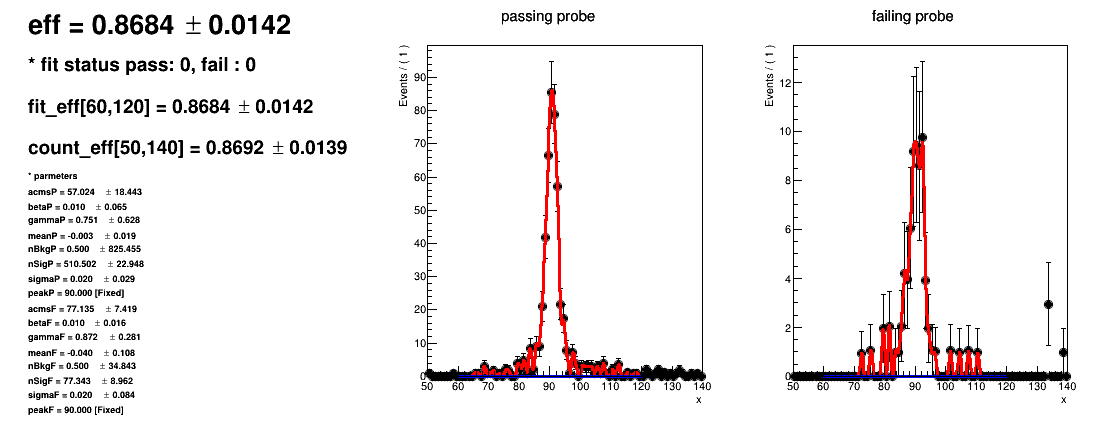 eff = 0.8684 ± 0.0142
* fit status pass: 0, fail : 0
fit_eff[60,120] = 0.8684 ± 0.0142
count_eff[50,140] = 0.8692 ± 0.0139
* parmeters
acmsP = 57.024 ± 18.443
betaP = 0.010 ± 0.065
gammaP = 0.751 ± 0.628
meanP = -0.003 ± 0.019
nBkgP = 0.500 ± 825.455
nSigP = 510.502 ± 22.948
sigmaP = 0.020 ± 0.029
peakP = 90.000 [Fixed]
acmsF = 77.135 ± 7.419
betaF = 0.010 ± 0.016
gammaF = 0.872 ± 0.281
meanF = -0.040 ± 0.108
nBkgF = 0.500 ± 34.843
nSigF = 77.343 ± 8.962
sigmaF = 0.020 ± 0.084
peakF = 90.000 [Fixed]
passing probe
Events / ( 1 )
90
80
70
60
50
40
30
20
10
0
50 60 70 80 90 100 110 120 130 140
x
failing probe
Events / ( 1 )
12
10
8
6
4
2
0
50 60 70 80 90 100 110 120 130 140
x